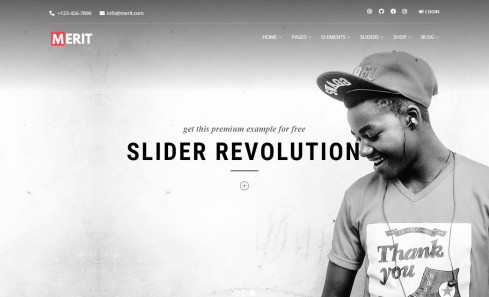 +123-456-7890 info@merit.com
LOGIN
MERIT
HOME PAGES ELEMENTS SLIDERS SHOP BLOG
get this premium example for free
SLIDER REVOLUTION
Thank
you